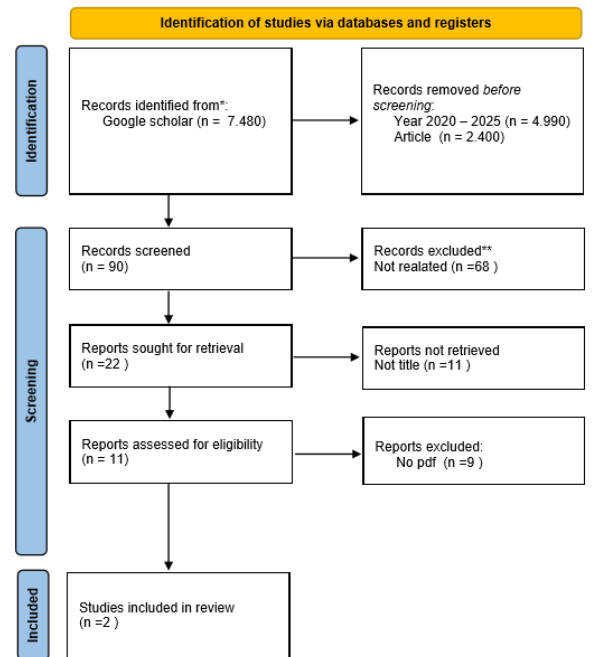 Identification of studies via databases and registers
Identification
Records identified from*:
Google scholar (n = 7.480)
Records removed before
screening:
Year 2020 – 2025 (n = 4.990)
Article (n = 2.400)
Screening
Records screened
(n = 90)
Records excluded**
Not realated (n =68 )
Reports sought for retrieval
(n =22 )
Reports not retrieved
Not title (n =11 )
Reports assessed for eligibility
(n = 11)
Reports excluded:
No pdf (n =9 )
Included
Studies included in review
(n =2 )